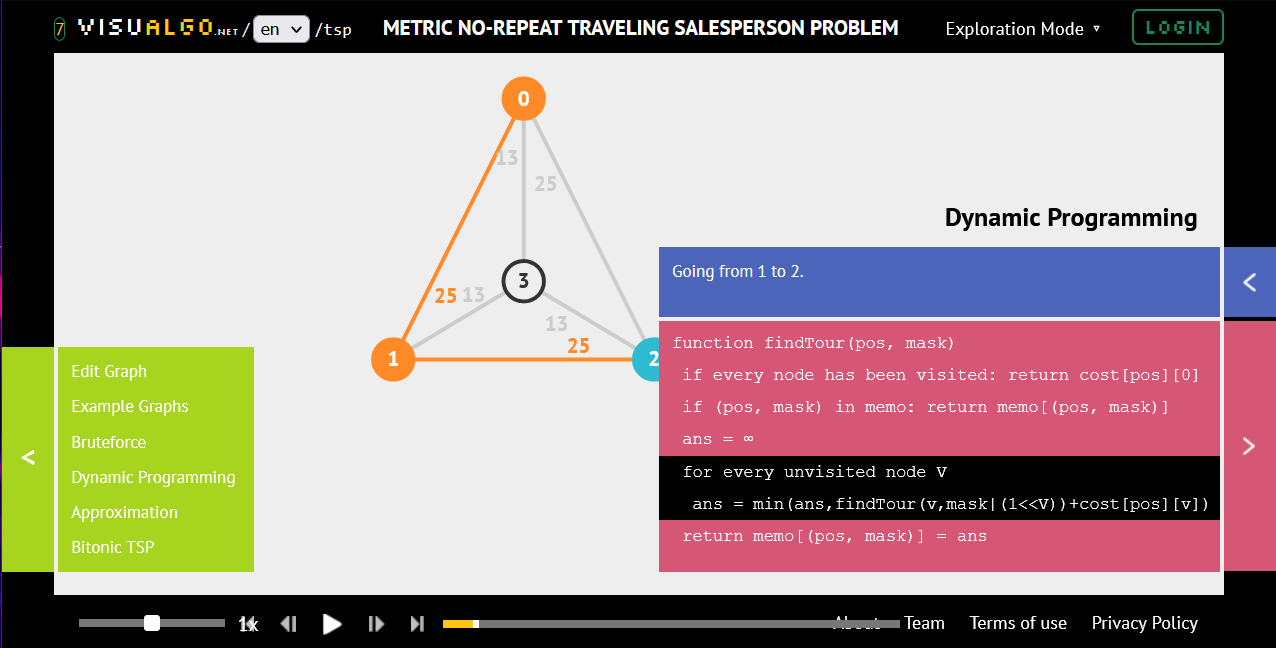 7 VISUALGO.NET / en /tsp METRIC NO-REPEAT TRAVELING SALESPERSON PROBLEM Exploration Mode ▼ LOGIN
0
13
25
3
25 13
13
25
1
2
Dynamic Programming
Going from 1 to 2.
<
function findTour(pos, mask)
if every node has been visited: return cost[pos][0]
if (pos, mask) in memo: return memo[(pos, mask)]
ans = ∞
for every unvisited node V
ans = min(ans,findTour(v,mask|(1<<V))+cost[pos][v])
return memo[(pos, mask)] = ans
>
<
Edit Graph
Example Graphs
Bruteforce
Dynamic Programming
Approximation
Bitonic TSP
1x
About Team Terms of use Privacy Policy